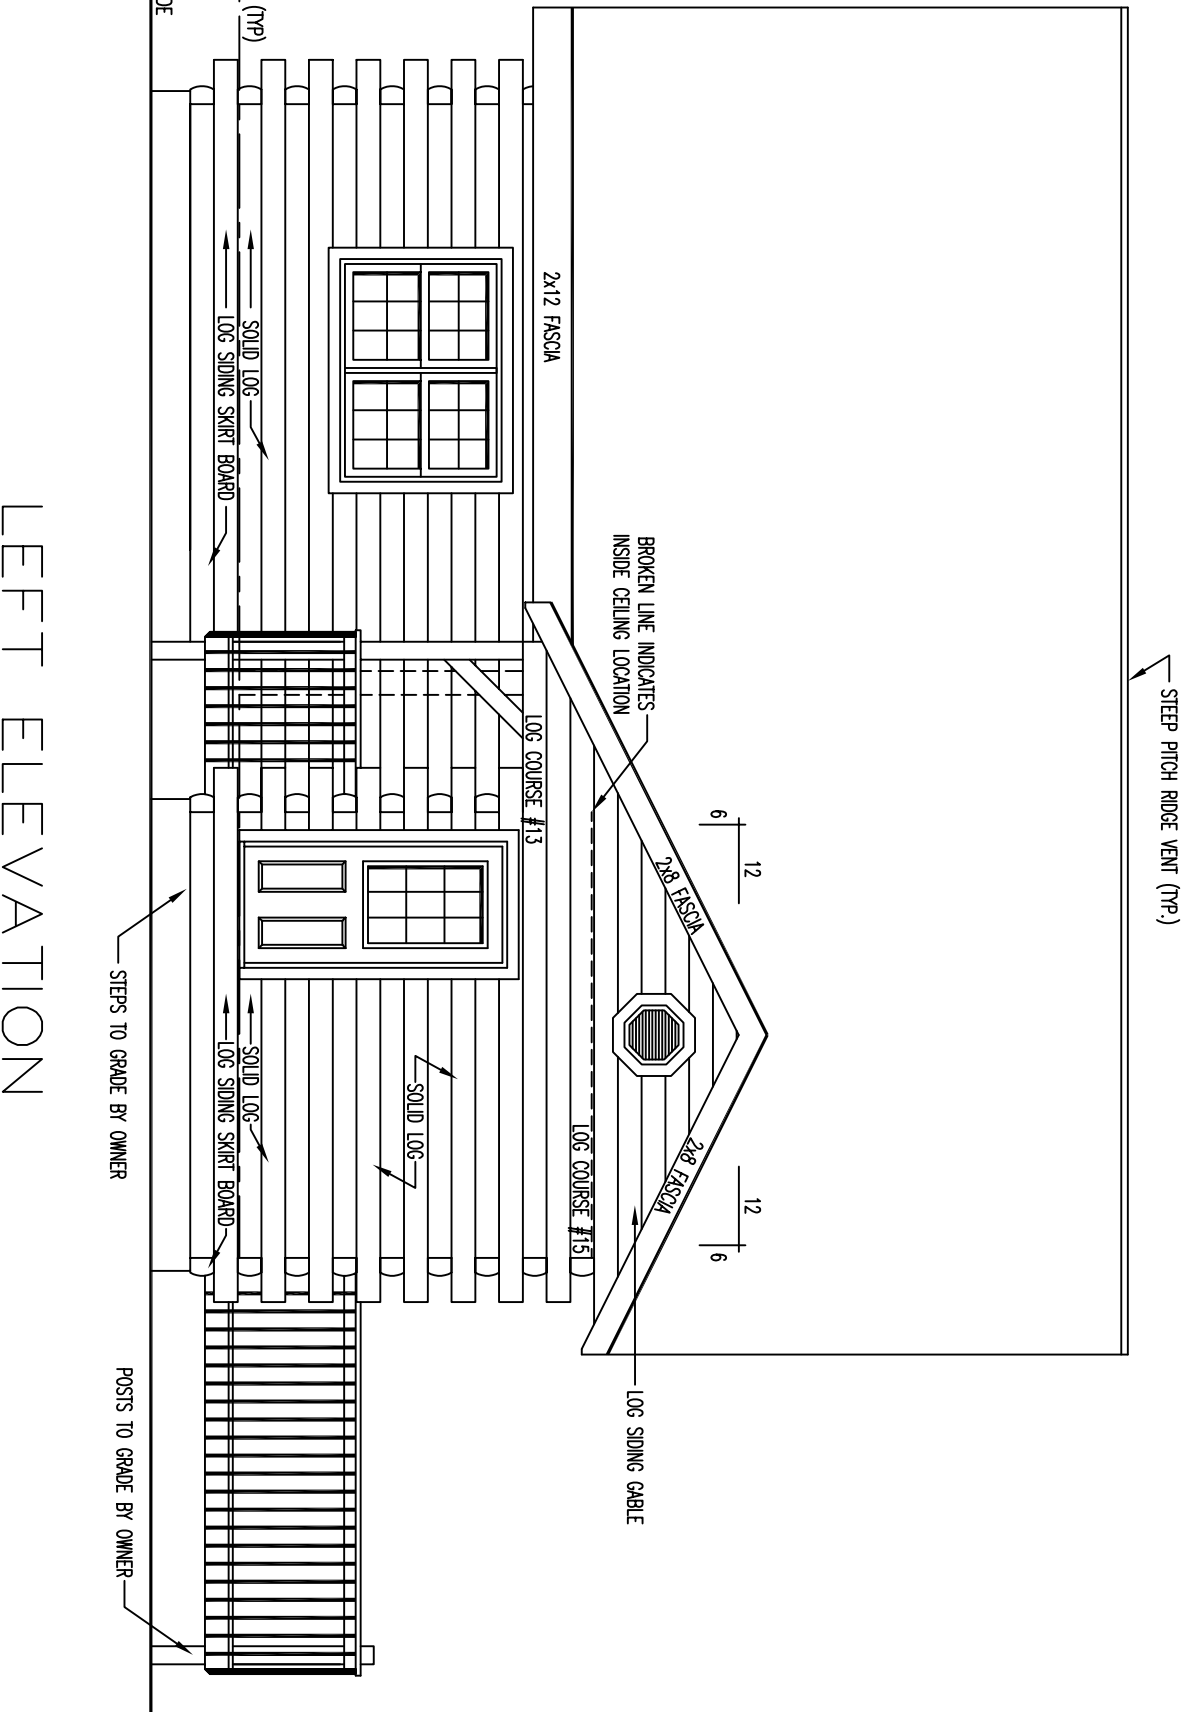 STEEP PITCH RIDGE VENT (TYP.)
12
6
12
6
2x8 FASCIA
2x8 FASCIA
BROKEN LINE INDICATES
INSIDE CEILING LOCATION
LOG SIDING GABLE
2x12 FASCIA
LOG COURSE #15
LOG COURSE #13
SOLID LOG
(TYP)
SOLID LOG
LOG SIDING SKIRT BOARD
SOLID LOG
LOG SIDING SKIRT BOARD
STEPS TO GRADE BY OWNER
POSTS TO GRADE BY OWNER
LEFT ELEVATION